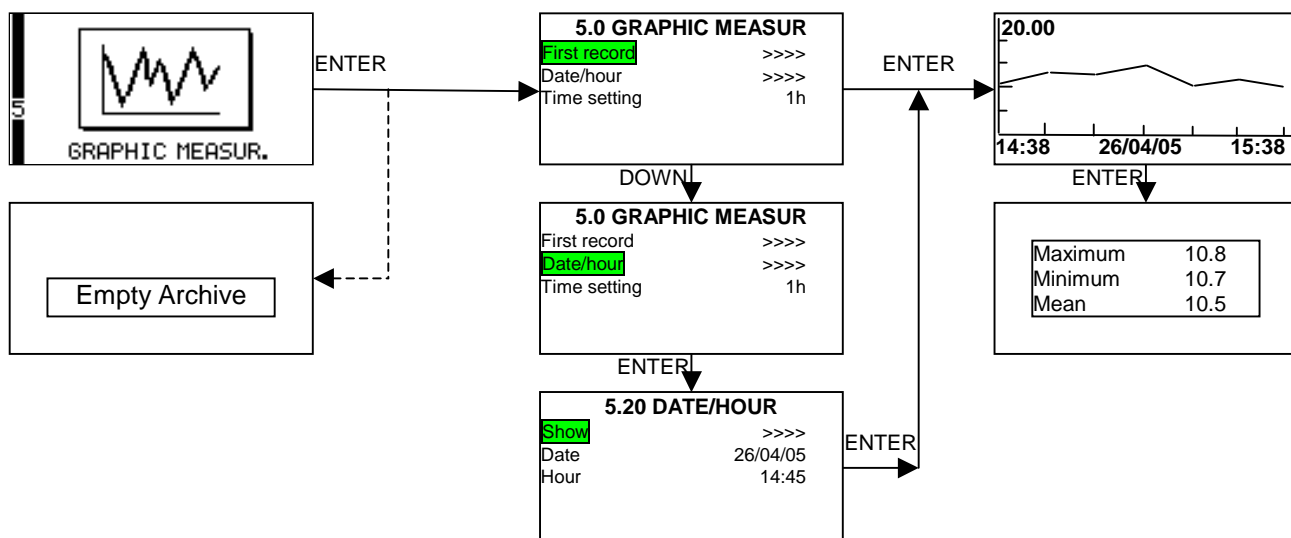 5
GRAPHIC MEASUR.
ENTER
5.0 GRAPHIC MEASUR
First record >>>>
Date/hour >>>>
Time setting 1h
ENTER
20.00
14:38 26/04/05 15:38
DOWN
ENTER
Empty Archive
5.0 GRAPHIC MEASUR
First record >>>>
Date/hour >>>>
Time setting 1h
Maximum 10.8
Minimum 10.7
Mean 10.5
ENTER
5.20 DATE/HOUR
Show >>>>
Date 26/04/05
Hour 14:45
ENTER